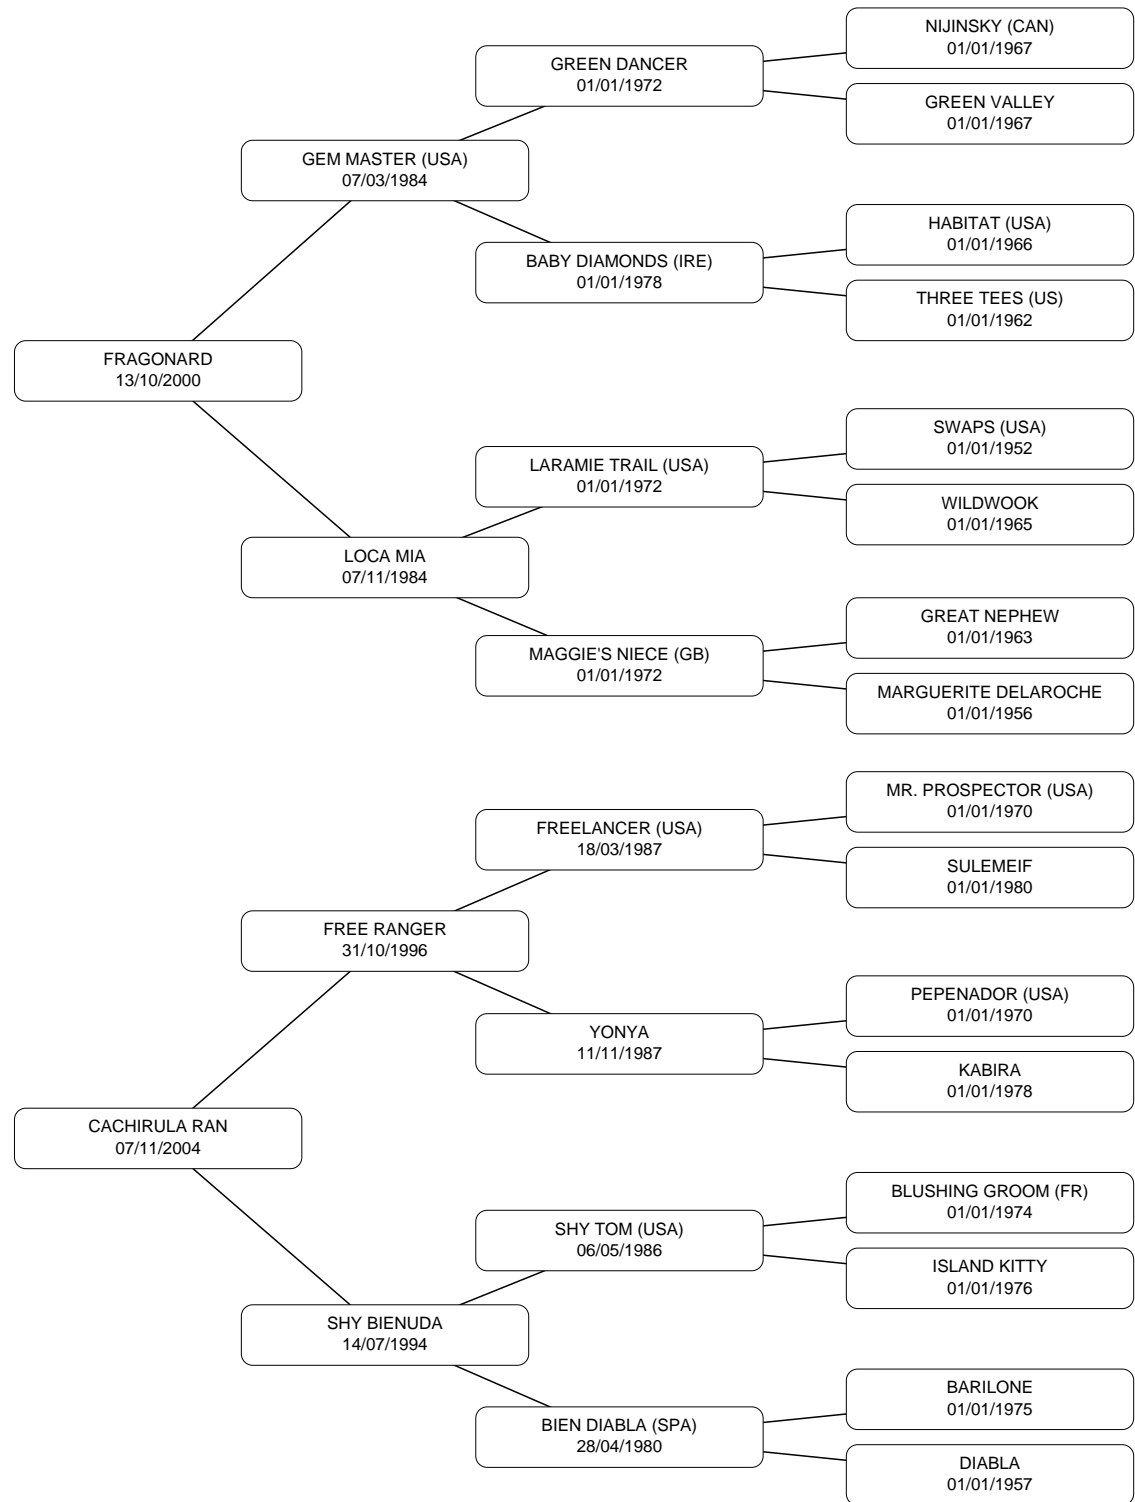 NIJINSKY (CAN)
01/01/1967
GREEN DANCER
01/01/1972
GREEN VALLEY
01/01/1967
GEM MASTER (USA)
07/03/1984
HABITAT (USA)
01/01/1966
BABY DIAMONDS (IRE)
01/01/1978
THREE TEES (US)
01/01/1962
FRAGONARD
13/10/2000
SWAPS (USA)
01/01/1952
LARAMIE TRAIL (USA)
01/01/1972
WILDWOOK
01/01/1965
LOCA MIA
07/11/1984
GREAT NEPHEW
01/01/1963
MAGGIE'S NIECE (GB)
01/01/1972
MARGUERITE DELAROCHE
01/01/1956
MR. PROSPECTOR (USA)
01/01/1970
FREELANCER (USA)
18/03/1987
SULEMEIF
01/01/1980
FREE RANGER
31/10/1996
PEPENADOR (USA)
01/01/1970
YONYA
11/11/1987
KABIRA
01/01/1978
CACHIRULA RAN
07/11/2004
BLUSHING GROOM (FR)
01/01/1974
SHY TOM (USA)
06/05/1986
ISLAND KITTY
01/01/1976
SHY BIENUDA
14/07/1994
BARILONE
01/01/1975
BIEN DIABLA (SPA)
28/04/1980
DIABLA
01/01/1957